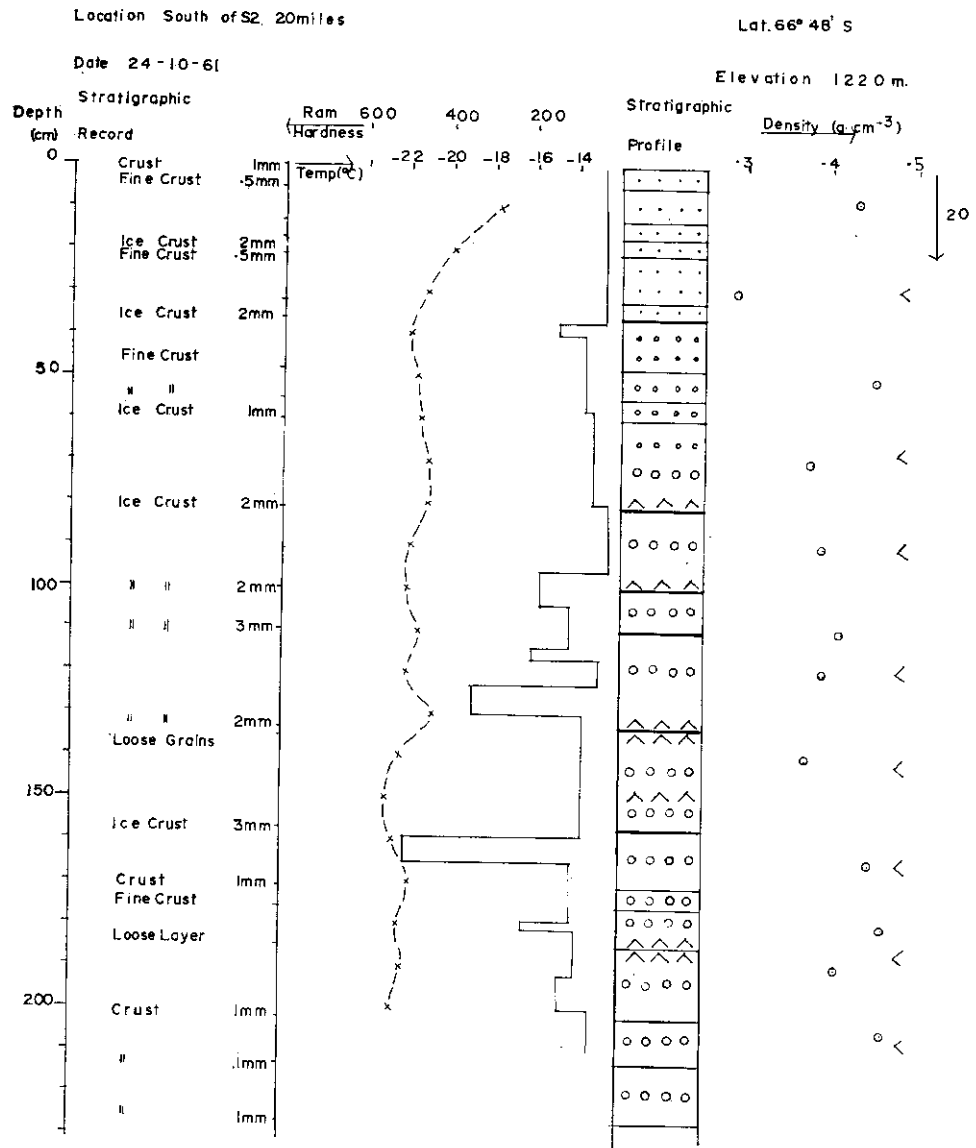 Location South of S2, 20miles
Lat. 66° 48' S
Date 24-10-61
Elevation 1220 m.
Depth (cm)
Stratigraphic Record
Ram Hardness
600 400 200
Temp(°C)
-22 -20 -18 -16 -14
Stratigraphic Profile
Density (g.cm⁻³)
.3 .4 .5
20
0
Crust 1mm
Fine Crust .5mm
Ice Crust 2mm
Fine Crust .5mm
Ice Crust 2mm
Fine Crust
50
" "
Ice Crust 1mm
Ice Crust 2mm
100
" " 2mm
" " 3mm
" " 2mm
Loose Grains
150
Ice Crust 3mm
Crust 1mm
Fine Crust
Loose Layer
200
Crust 1mm
" .1mm
" 1mm